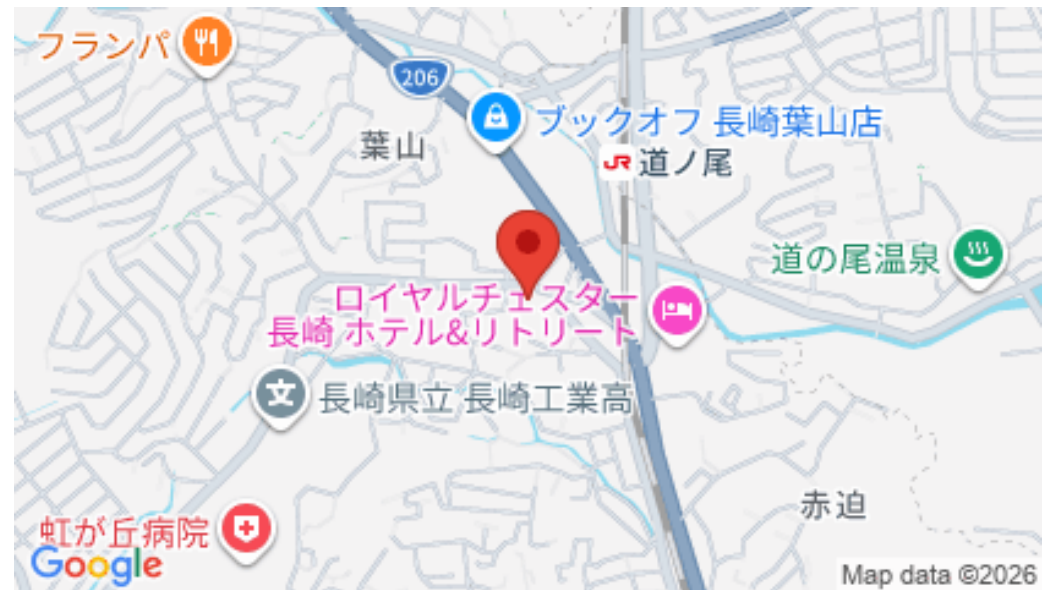 フランパ
206
ブックオフ 長崎葉山店
葉山
JR 道ノ尾
道の尾温泉
ロイヤルチェスター
長崎 ホテル&リトリート
文
長崎県立 長崎工業高
赤迫
虹が丘病院
Google
Map data ©2026